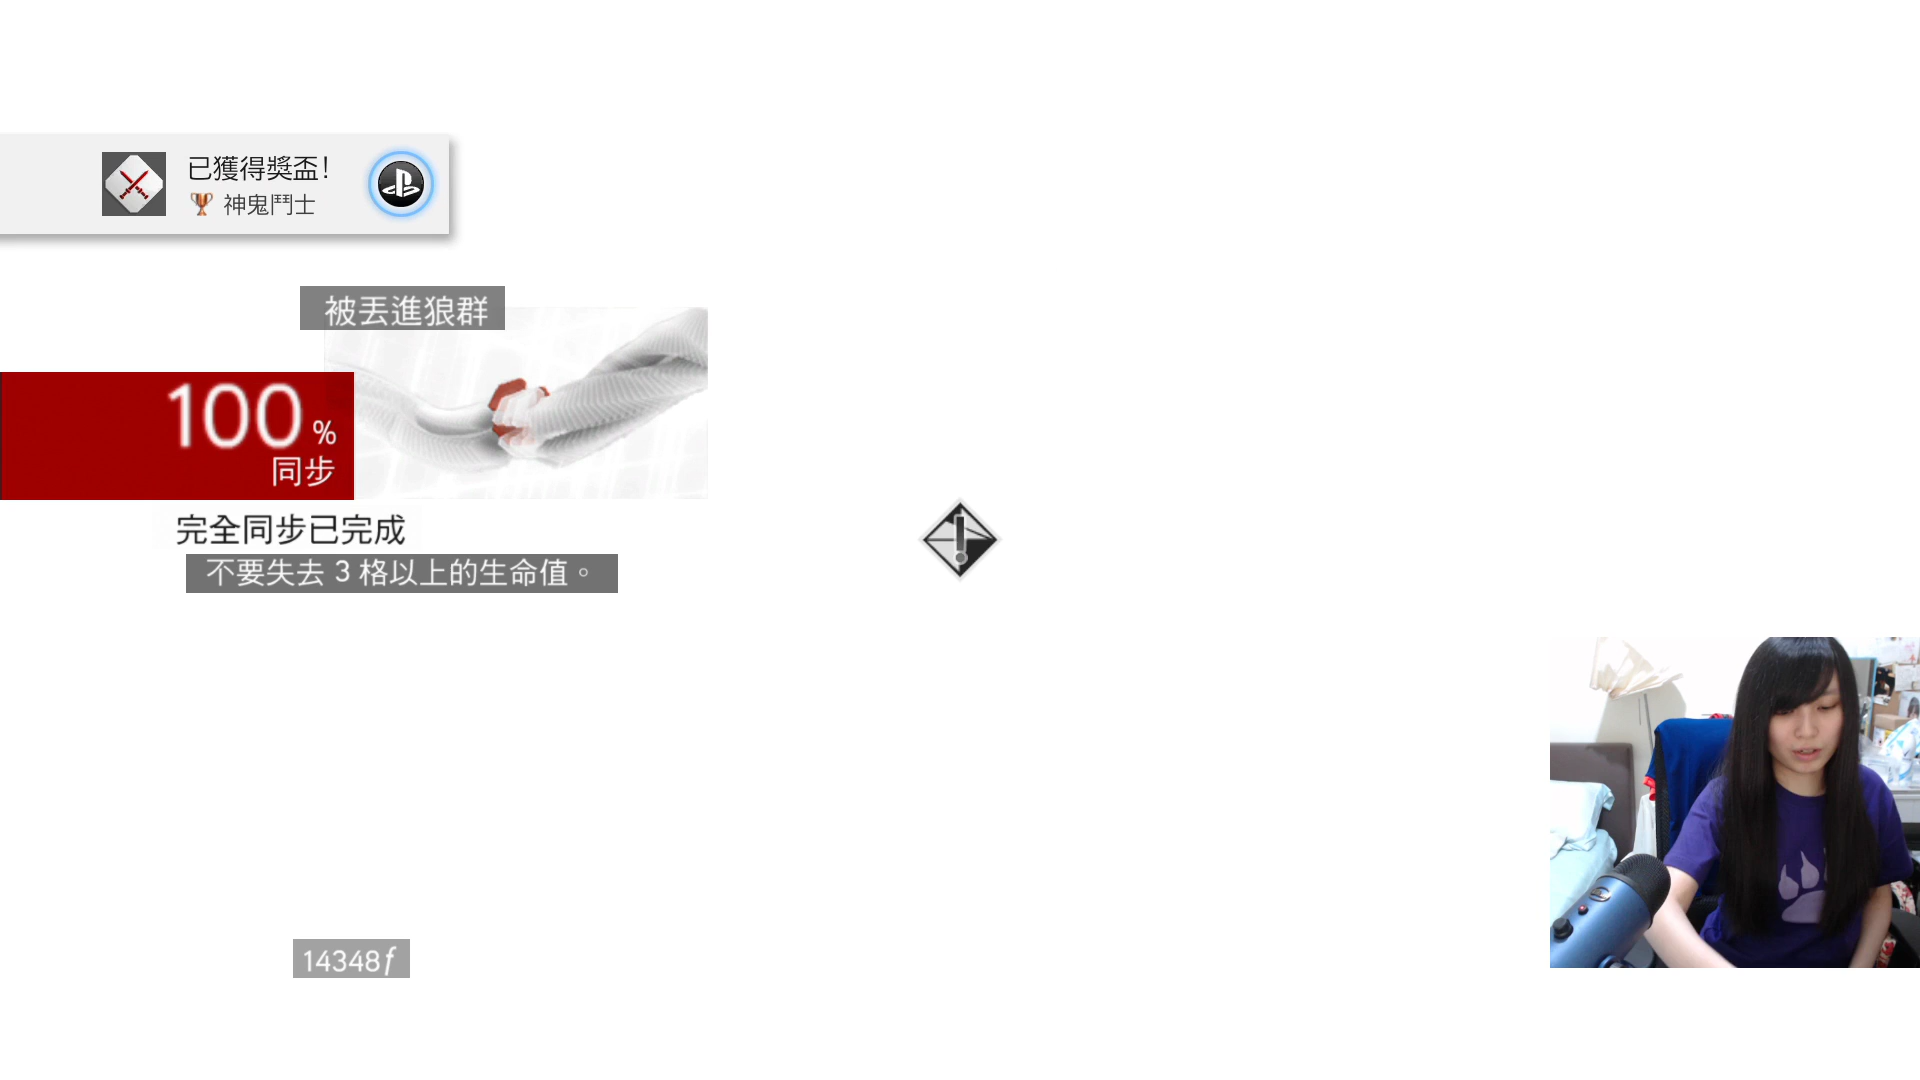 已獲得獎盃！
神鬼鬥士
被丟進狼群
100 %
同步
完全同步已完成
不要失去 3 格以上的生命值。
14348ƒ